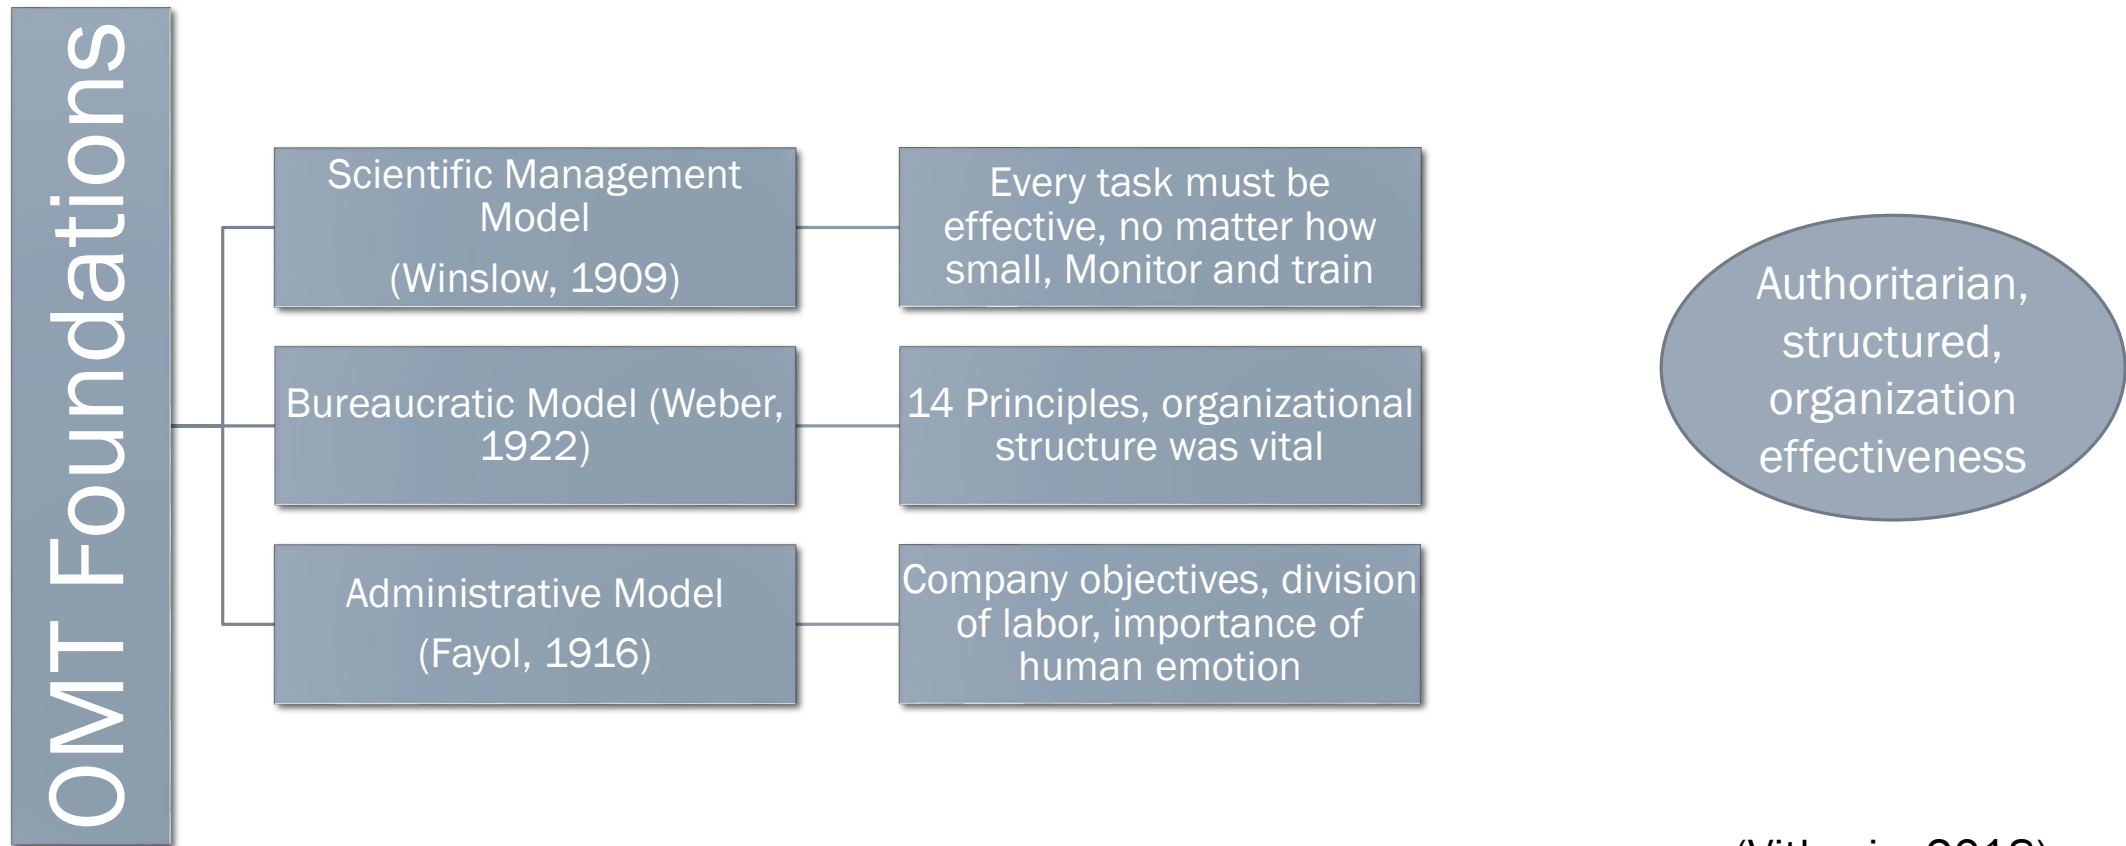 OMT Foundations
Scientific Management
Model
(Winslow, 1909)
Every task must be
effective, no matter how
small, Monitor and train
Bureaucratic Model (Weber,
1922)
14 Principles, organizational
structure was vital
Administrative Model
(Fayol, 1916)
Company objectives, division
of labor, importance of
human emotion
Authoritarian,
structured,
organization
effectiveness